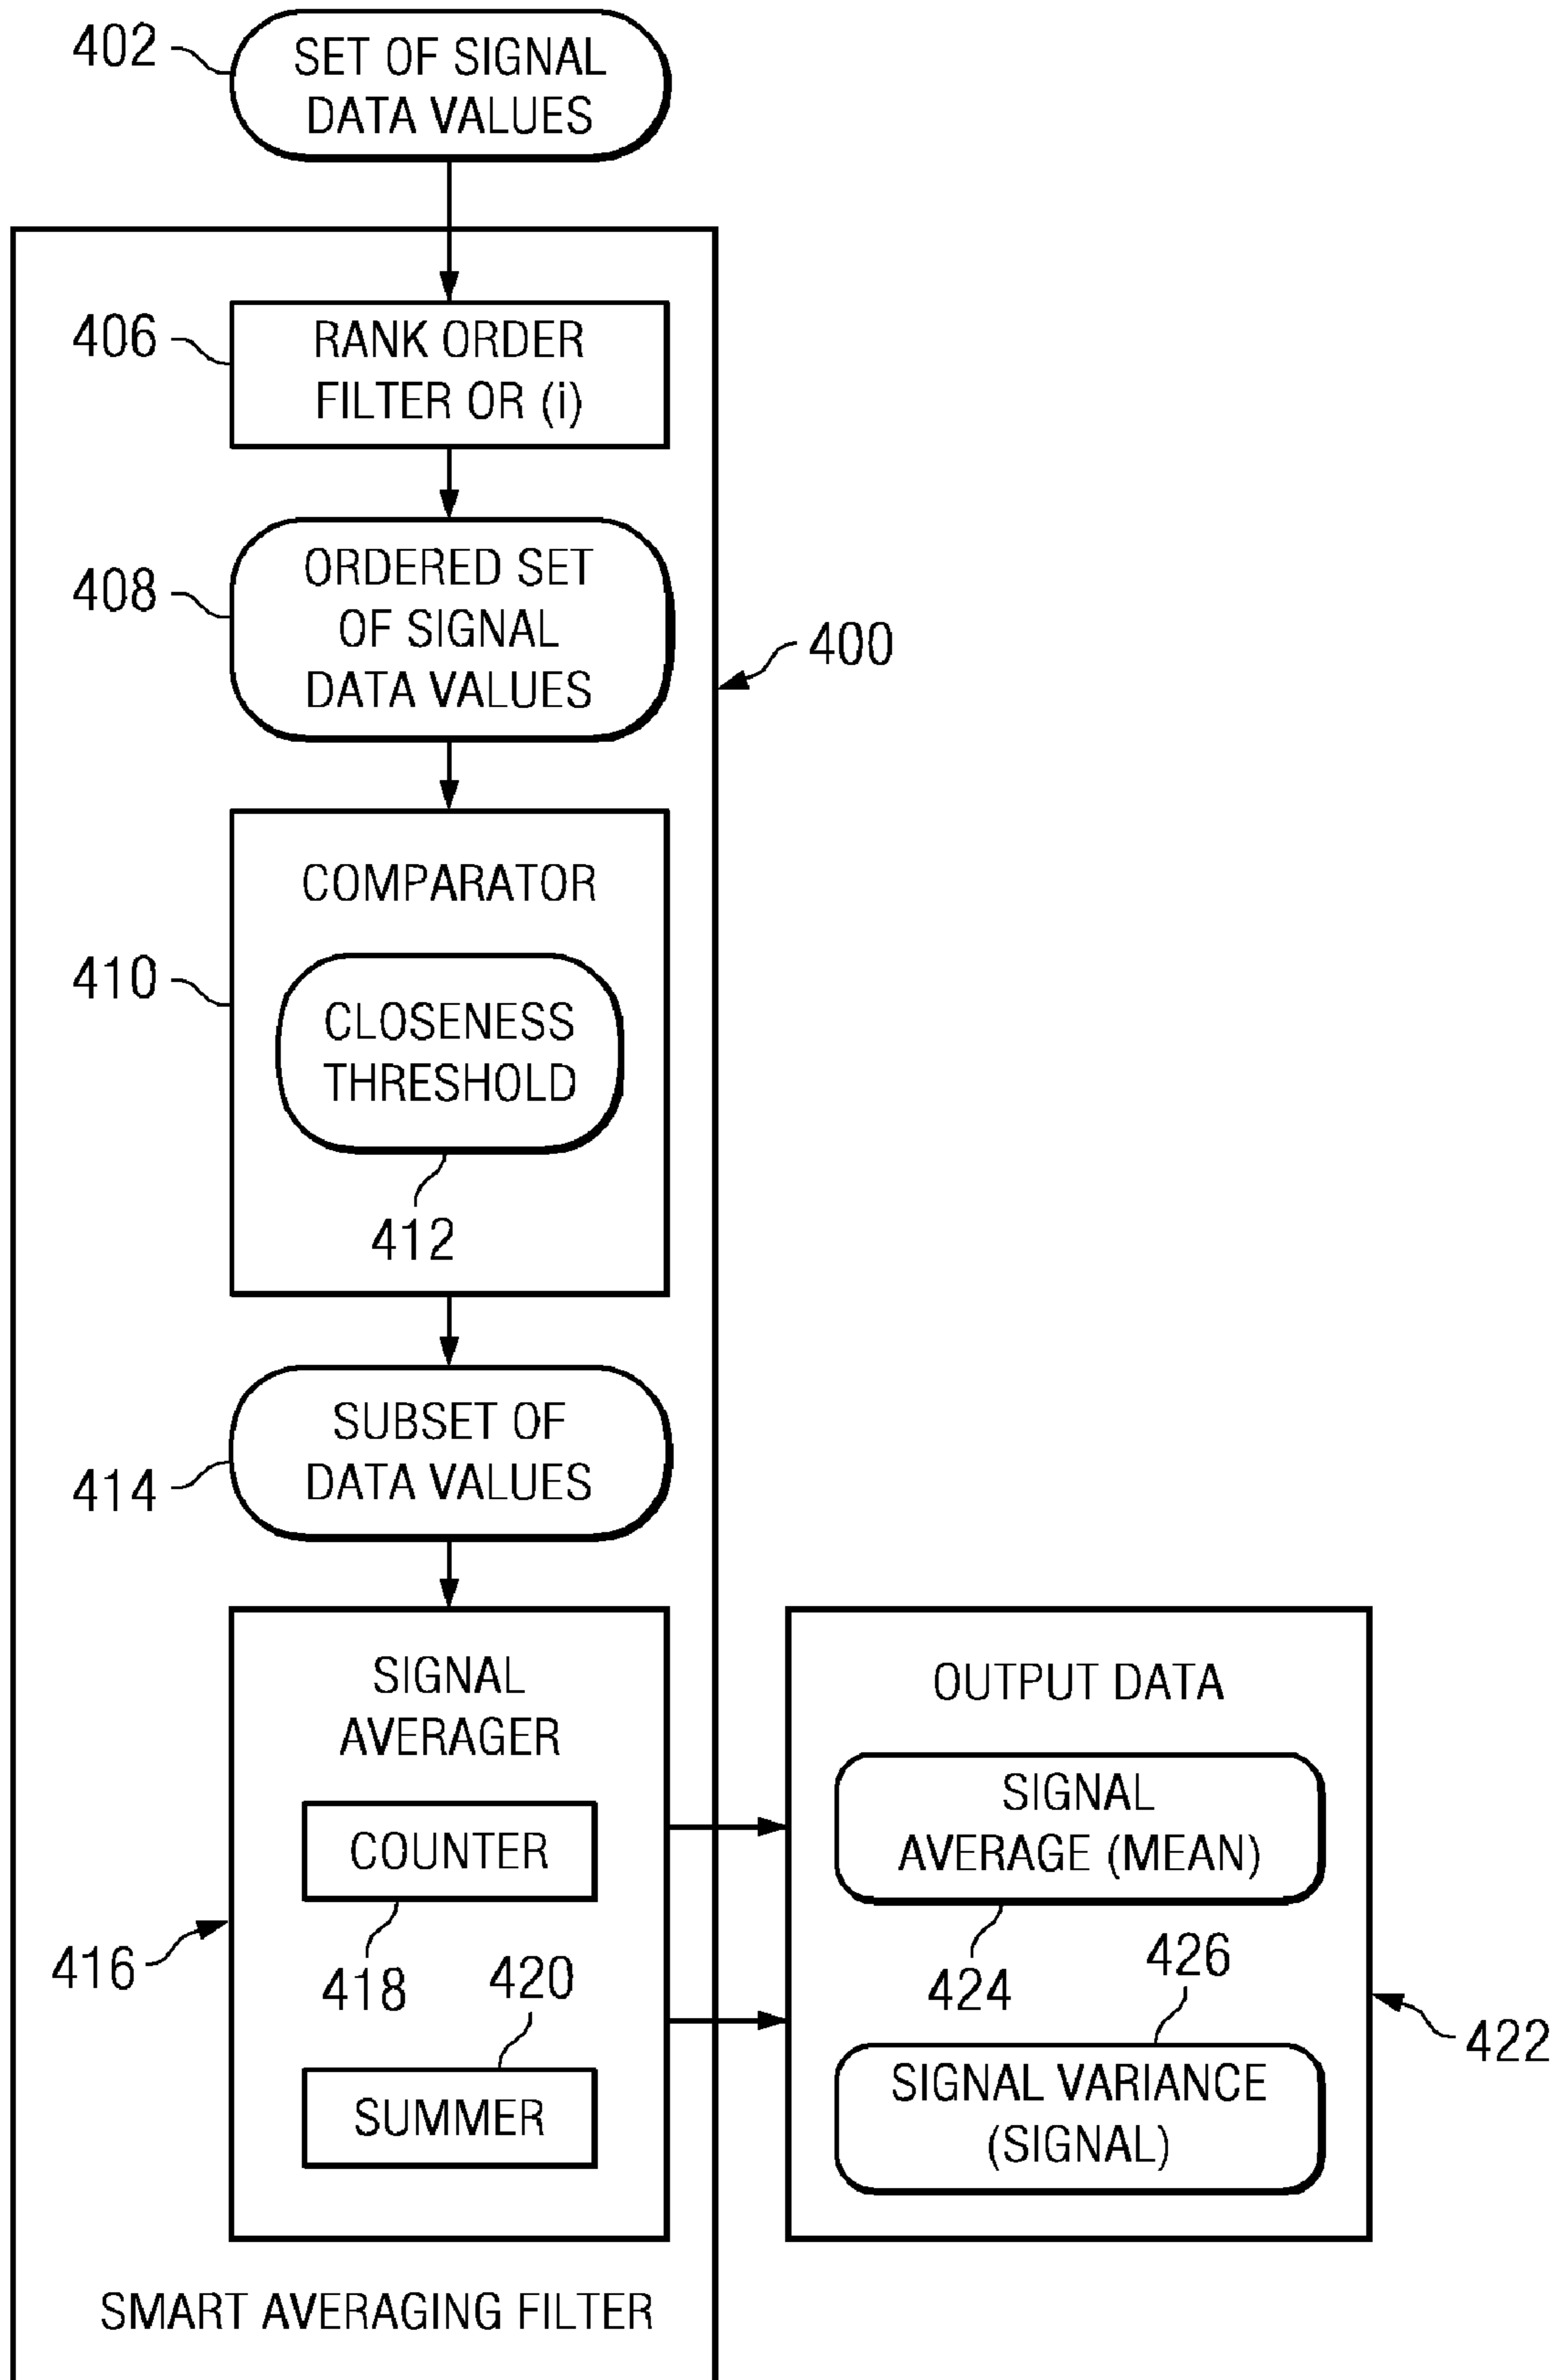 402
SET OF SIGNAL
DATA VALUES
406
RANK ORDER
FILTER OR (i)
408
ORDERED SET
OF SIGNAL
DATA VALUES
400
COMPARATOR
410
CLOSENESS
THRESHOLD
412
SUBSET OF
DATA VALUES
414
SIGNAL
AVERAGER
COUNTER
418
416
420
SUMMER
OUTPUT DATA
SIGNAL
AVERAGE (MEAN)
424
426
422
SIGNAL VARIANCE
(SIGNAL)
SMART AVERAGING FILTER